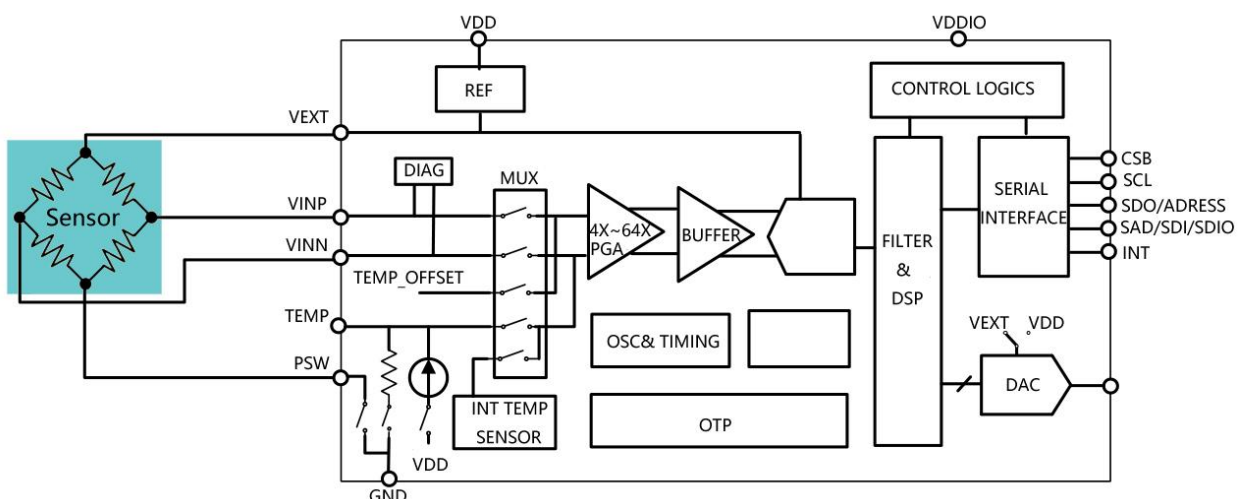 VDD
VDDIO
REF
CONTROL LOGICS
VEXT
DIAG
MUX
CSB
SCL
SERIAL
INTERFACE
SDO/ADRESS
SAD/SDI/SDIO
INT
VINP
Sensor
4X~64X
PGA
BUFFER
FILTER
&
DSP
VINN
TEMP_OFFSET
TEMP
OSC& TIMING
VEXT
VDD
PSW
DAC
INT TEMP
SENSOR
OTP
VDD
GND